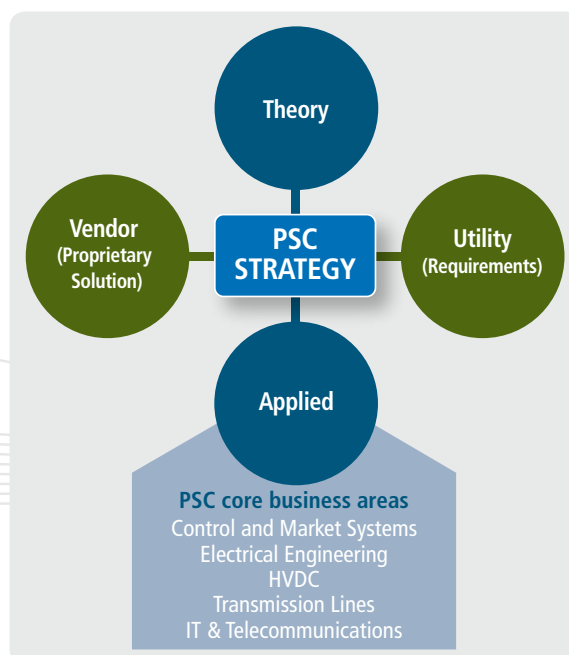 Theory
Vendor
(Proprietary
Solution)
PSC
STRATEGY
Utility
(Requirements)
Applied
PSC core business areas
Control and Market Systems
Electrical Engineering
HVDC
Transmission Lines
IT & Telecommunications